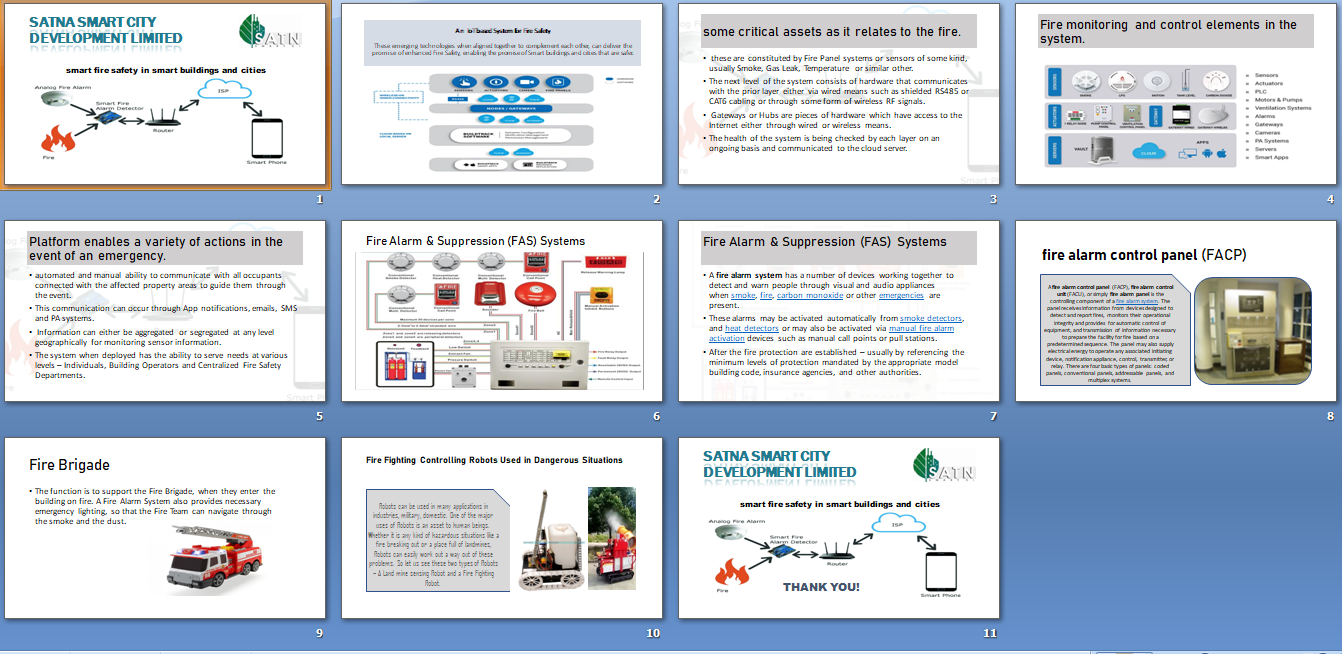 SATNA SMART CITY
DEVELOPMENT LIMITED
SATN
smart fire safety in smart buildings and cities
Analog Fire Alarm
Smart Fire
Alarm Detector
ISP
Router
Fire
Smart Phone
1
An IoT based System for Fire Safety
These emerging technologies when aligned together to complement each other, can deliver the
promise of enhanced Fire Safety, enabling the promise of Smart buildings and cities that are safer.
NODES / GATEWAYS
2
some critical assets as it relates to the fire.
• these are constituted by Fire Panel systems or sensors of some kind,
usually Smoke, Gas Leak, Temperature or similar other.
• The next level of the system consists of hardware that communicates
with the prior layer either via wired means such as shielded RS485 or
CAT6 cabling or through some form of wireless RF signals.
• Gateways or Hubs are pieces of hardware which have access to the
Internet either through wired or wireless means.
• The health of the system is being checked by each layer on an
ongoing basis and communicated to the cloud server.
Smart Ph
3
Fire monitoring and control elements in the
system.
SENSORS
ACTUATORS
SERVERS
VAULT
CLOUD
APPS
Sensors
Actuators
PLC
Motors & Pumps
Ventilation Systems
Alarms
Gateways
Cameras
PA Systems
Servers
Smart Apps
4
Platform enables a variety of actions in the
event of an emergency.
• automated and manual ability to communicate with all occupants
connected with the affected property areas to guide them through
the event.
• This communication can occur through App notifications, emails, SMS
and PA systems.
• Information can either be aggregated or segregated at any level
geographically for monitoring sensor information.
• The system when deployed has the ability to serve needs at various
levels – Individuals, Building Operators and Centralized Fire Safety
Departments.
5
Fire Alarm & Suppression (FAS) Systems
6
Fire Alarm & Suppression (FAS) Systems
• A fire alarm system has a number of devices working together to
detect and warn people through visual and audio appliances
when smoke, fire, carbon monoxide or other emergencies are
present.
• These alarms may be activated automatically from smoke detectors,
and heat detectors or may also be activated via manual fire alarm
activation devices such as manual call points or pull stations.
• After the fire protection are established – usually by referencing the
minimum levels of protection mandated by the appropriate model
building code, insurance agencies, and other authorities.
7
fire alarm control panel (FACP)
A fire alarm control panel (FACP), fire alarm control
unit (FACU), or simply fire alarm panel is the
controlling component of a fire alarm system. The
panel receives information from devices designed to
detect and report fires, monitors their operational
integrity and provides for automatic control of
equipment, and transmission of information necessary
to prepare the facility for fire based on a
predetermined sequence. The panel may also supply
electrical energy to operate any associated initiating
device, notification appliance, control, transmitter, or
relay. There are four basic types of panels: coded
panels, conventional panels, addressable panels, and
multiplex systems.
8
Fire Brigade
• The function is to support the Fire Brigade, when they enter the
building on fire. A Fire Alarm System also provides necessary
emergency lighting, so that the Fire Team can navigate through
the smoke and the dust.
9
Fire Fighting Controlling Robots Used in Dangerous Situations
Robots can be used in many applications in
industries, military, domestic. One of the major
uses of Robots is an asset to human beings.
Whether it is any kind of hazardous situations like a
fire breaking out or a place full of landmines,
Robots can easily work out a way out of these
problems. So let us see these two types of Robots
– A Land mine sensing Robot and a Fire Fighting
Robot.
10
SATNA SMART CITY
DEVELOPMENT LIMITED
SATN
smart fire safety in smart buildings and cities
Analog Fire Alarm
Smart Fire
Alarm Detector
ISP
Router
Fire
Smart Phone
THANK YOU!
11